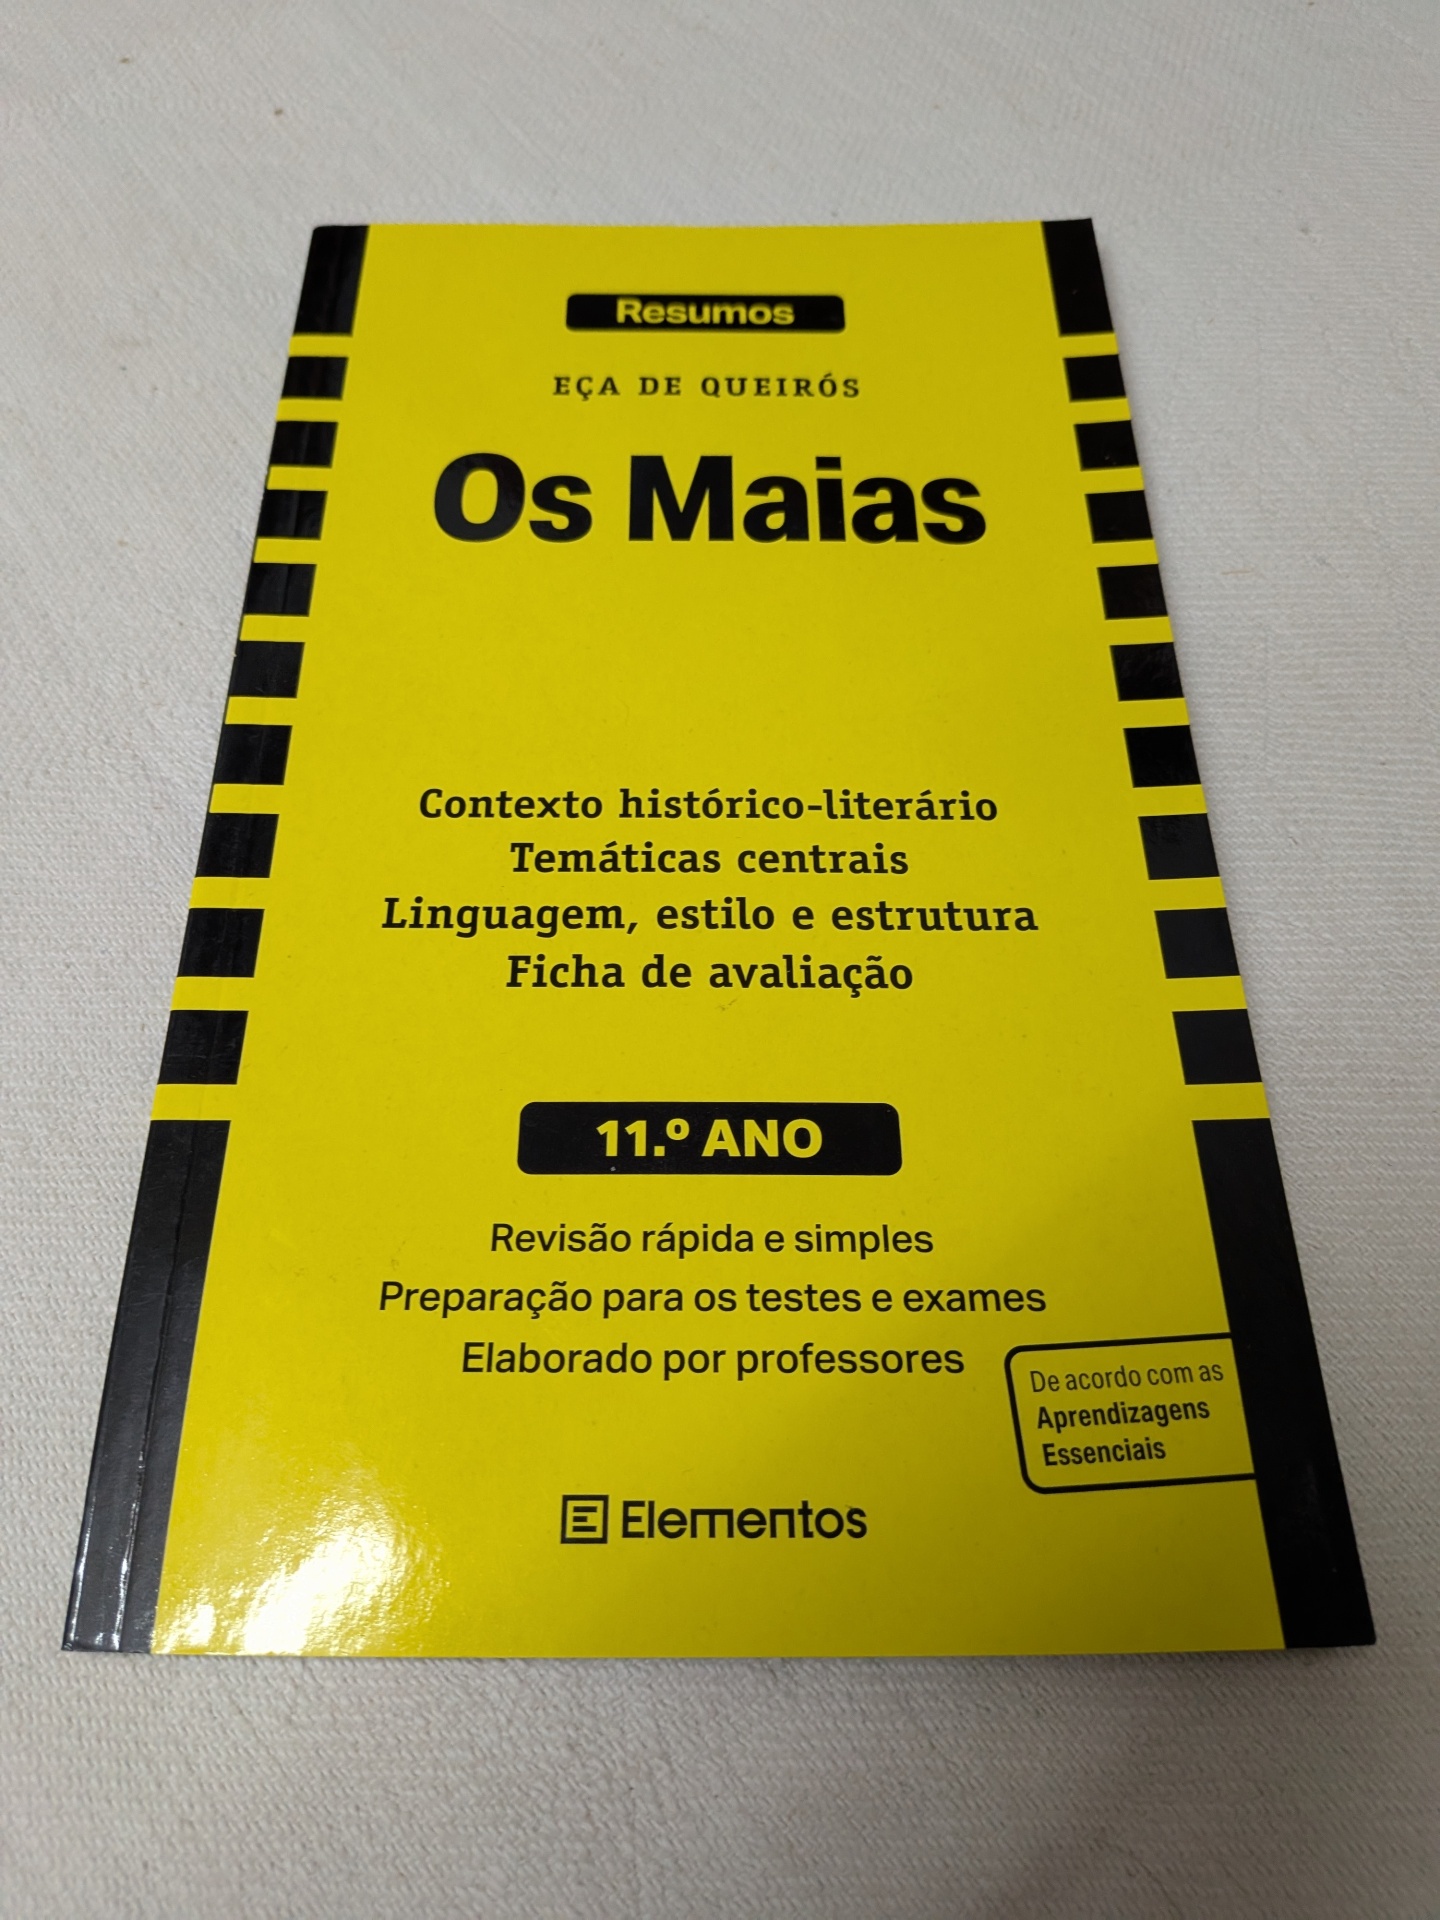 Resumos
EÇA DE QUEIRÓS
Os Maias
Contexto histórico-literário
Temáticas centrais
Linguagem, estilo e estrutura
Ficha de avaliação
11.º ANO
Revisão rápida e simples
Preparação para os testes e exames
Elaborado por professores
De acordo com as
Aprendizagens
Essenciais
Elementos